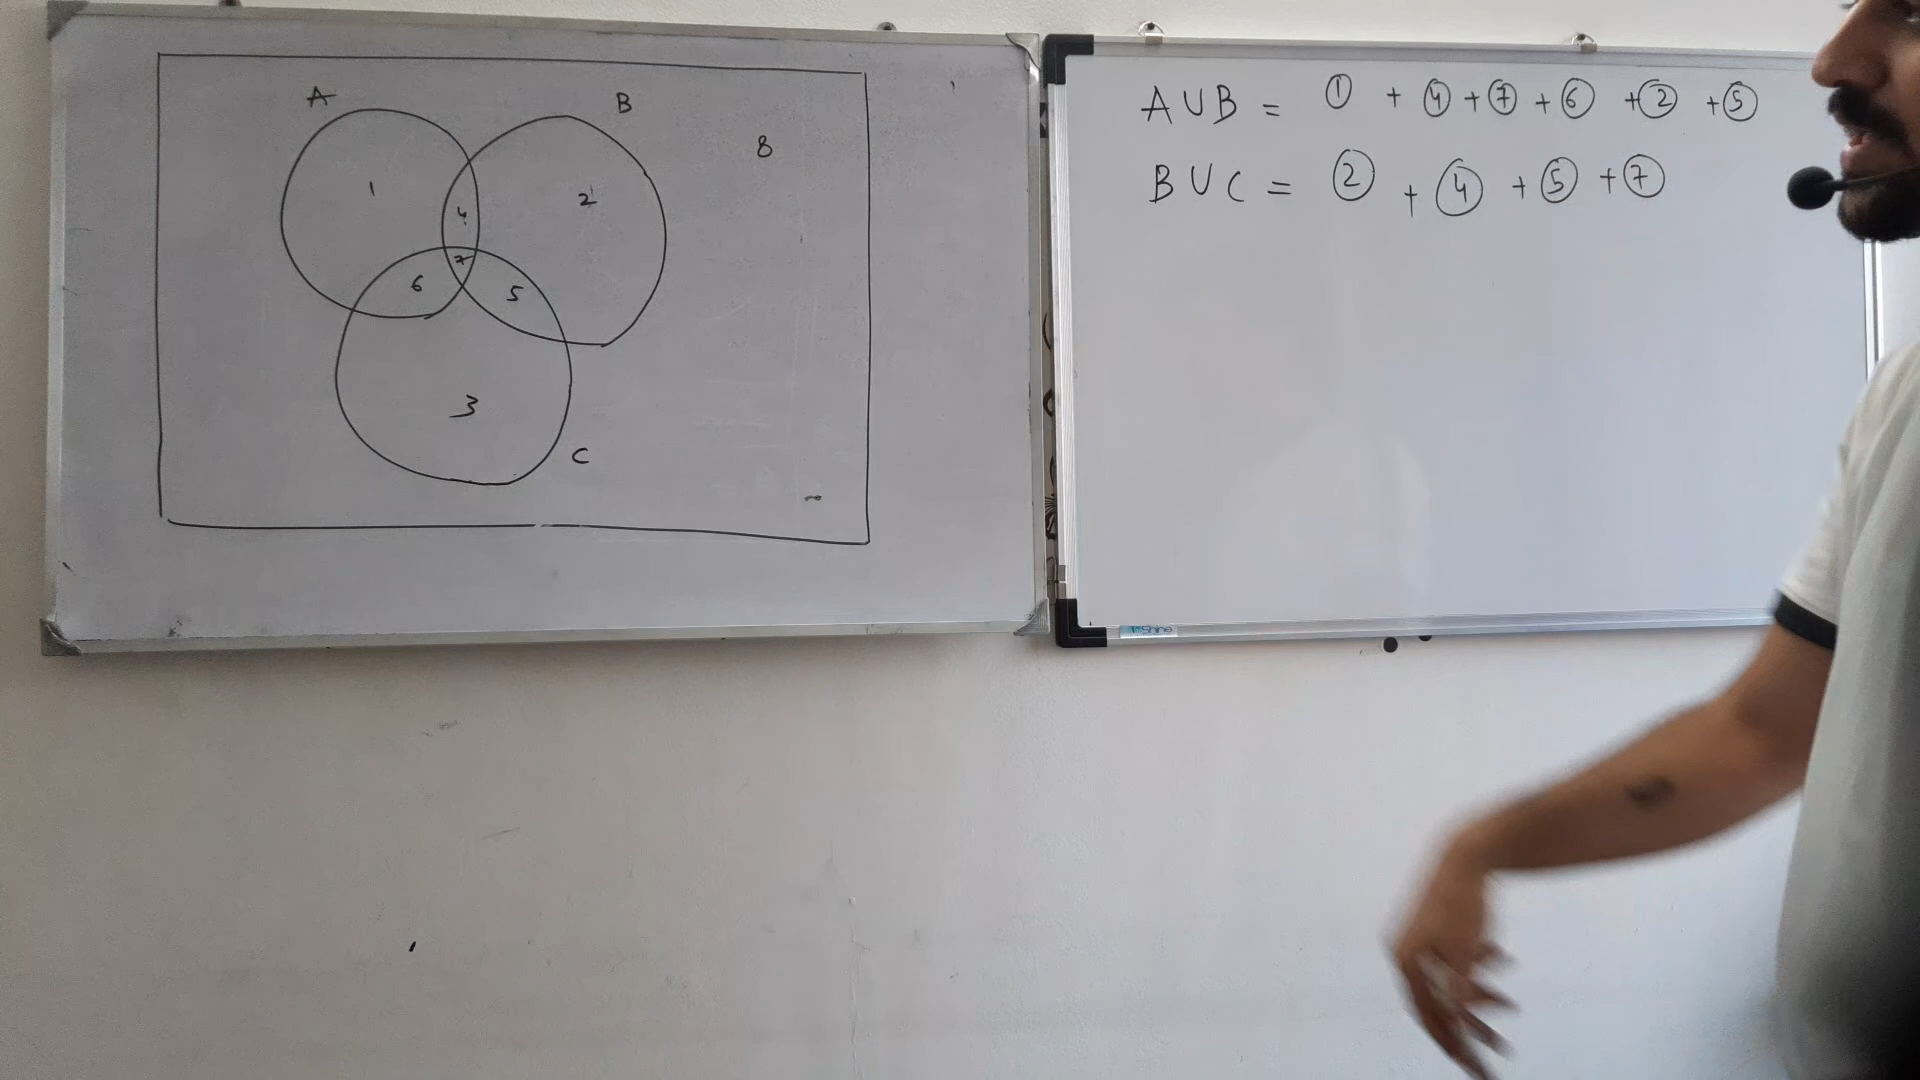 A
B
8
1
4
2
7
6
5
3
C
A ∪ B = ① + ④ + ⑦ + ⑥ + ② + ⑤
B ∪ C = ② + ④ + ⑤ + ⑦